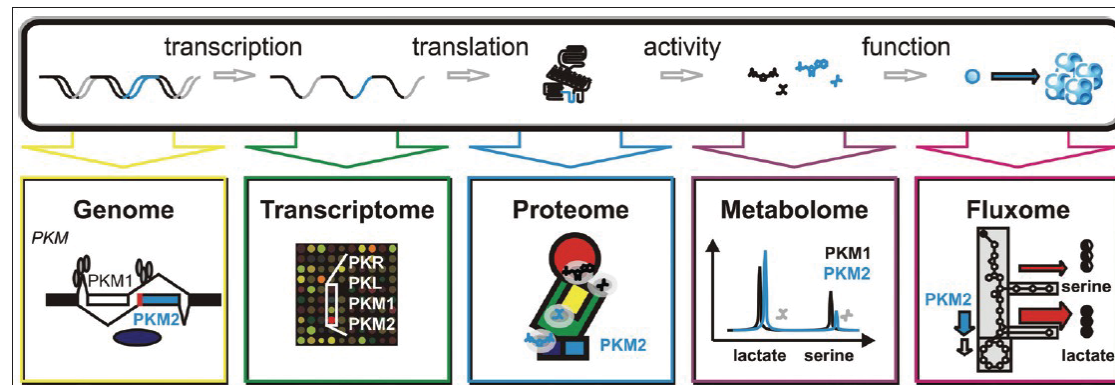 transcription
translation
activity
function
Genome
PKM
PKM1
PKM2
Transcriptome
PKR
PKL
PKM1
PKM2
Proteome
PKM2
Metabolome
PKM1
PKM2
lactate
serine
Fluxome
serine
PKM2
lactate